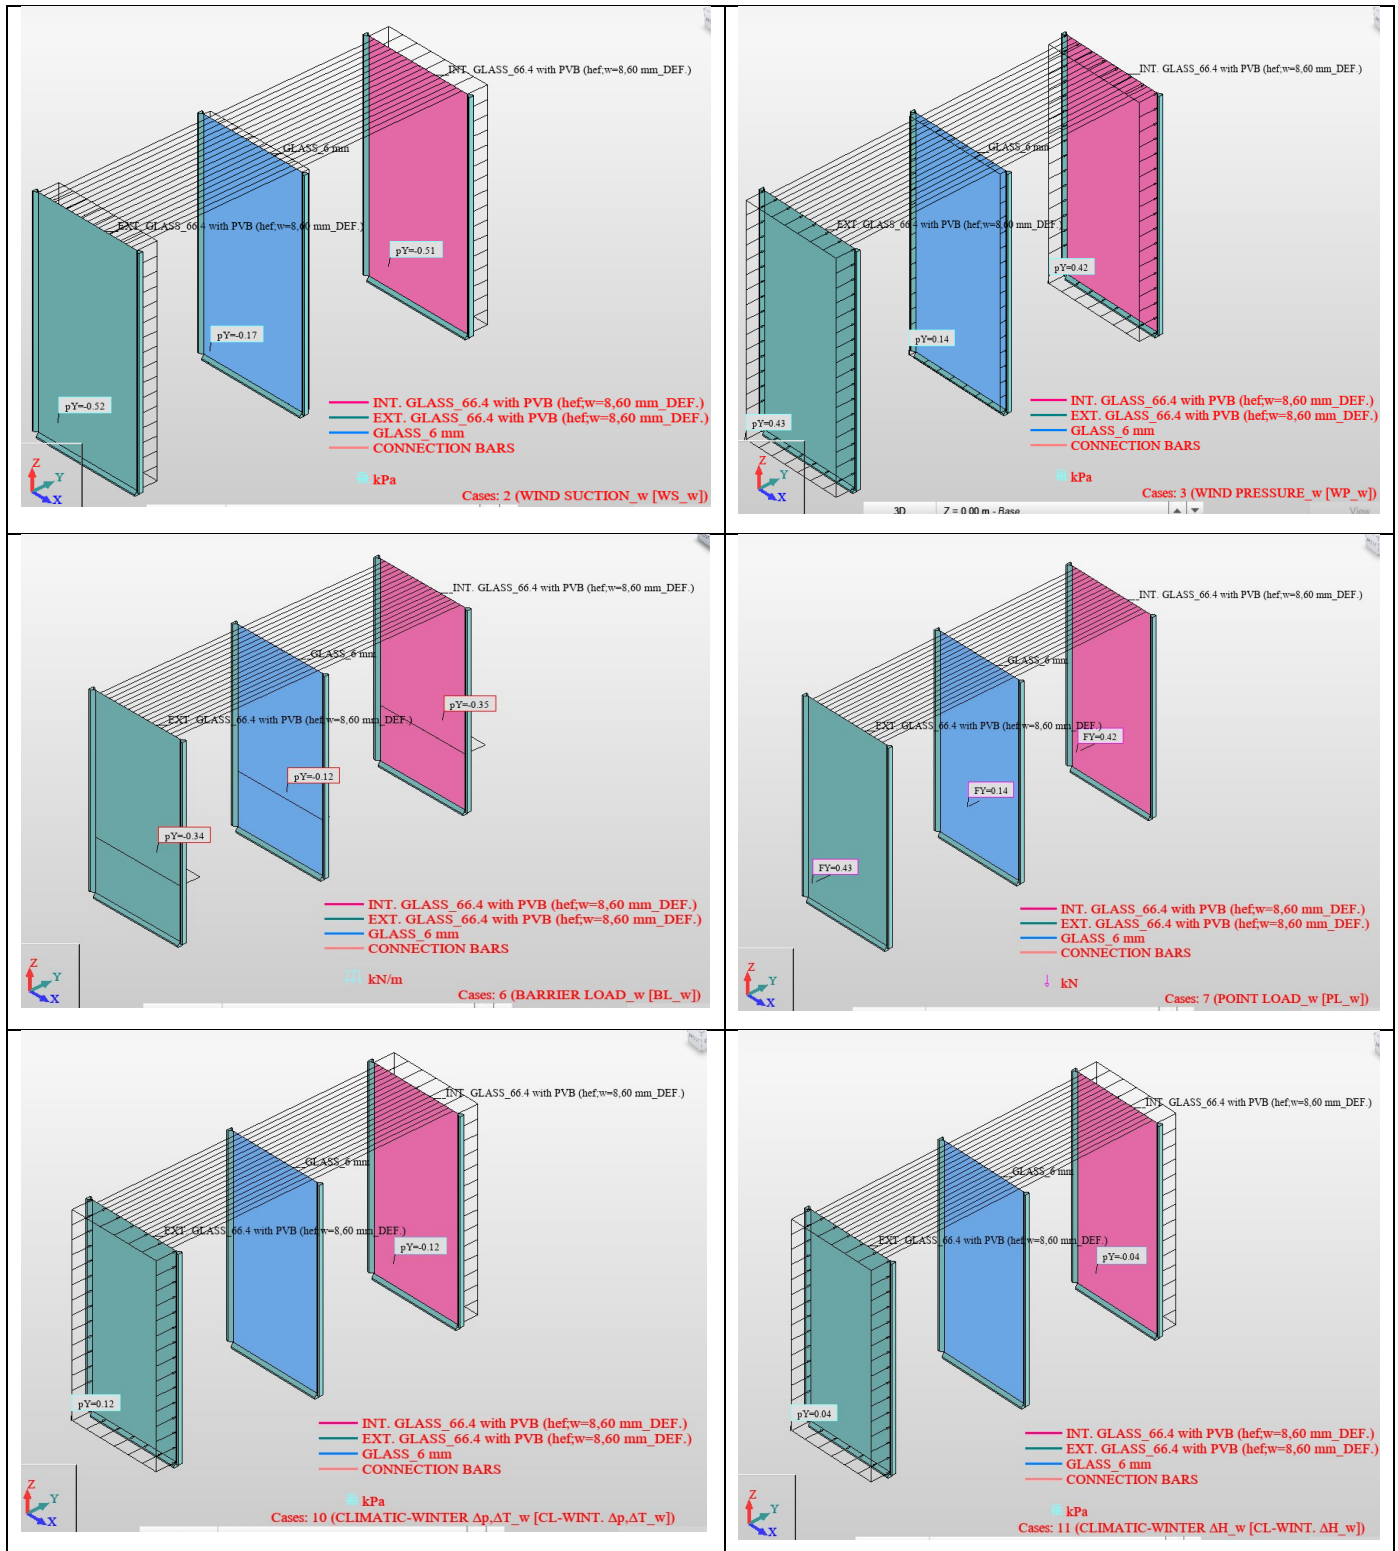 INT. GLASS_66.4 with PVB (hef;w=8,60 mm_DEF.)
GLASS_6 mm
EXT. GLASS_66.4 with PVB (hef;w=8,60 mm_DEF.)
pY=-0.51
pY=-0.17
pY=-0.52
INT. GLASS_66.4 with PVB (hef;w=8,60 mm_DEF.)
EXT. GLASS_66.4 with PVB (hef;w=8,60 mm_DEF.)
GLASS_6 mm
CONNECTION BARS
Z
Y
X
kPa
Cases: 2 (WIND SUCTION_w [WS_w])
INT. GLASS_66.4 with PVB (hef;w=8,60 mm_DEF.)
GLASS_6 mm
EXT. GLASS_66.4 with PVB (hef;w=8,60 mm_DEF.)
pY=0.42
pY=0.14
pY=0.43
INT. GLASS_66.4 with PVB (hef;w=8,60 mm_DEF.)
EXT. GLASS_66.4 with PVB (hef;w=8,60 mm_DEF.)
GLASS_6 mm
CONNECTION BARS
Z
Y
X
kPa
Cases: 3 (WIND PRESSURE_w [WP_w])
3D Z = 0.00 m - Base View
INT. GLASS_66.4 with PVB (hef;w=8,60 mm_DEF.)
GLASS_6 mm
EXT. GLASS_66.4 with PVB (hef;w=8,60 mm_DEF.)
pY=-0.35
pY=-0.12
pY=-0.34
INT. GLASS_66.4 with PVB (hef;w=8,60 mm_DEF.)
EXT. GLASS_66.4 with PVB (hef;w=8,60 mm_DEF.)
GLASS_6 mm
CONNECTION BARS
Z
Y
X
kN/m
Cases: 6 (BARRIER LOAD_w [BL_w])
INT. GLASS_66.4 with PVB (hef;w=8,60 mm_DEF.)
GLASS_6 mm
EXT. GLASS_66.4 with PVB (hef;w=8,60 mm_DEF.)
FY=0.42
FY=0.14
FY=0.43
INT. GLASS_66.4 with PVB (hef;w=8,60 mm_DEF.)
EXT. GLASS_66.4 with PVB (hef;w=8,60 mm_DEF.)
GLASS_6 mm
CONNECTION BARS
Z
Y
X
kN
Cases: 7 (POINT LOAD_w [PL_w])
INT. GLASS_66.4 with PVB (hef;w=8,60 mm_DEF.)
GLASS_6 mm
EXT. GLASS_66.4 with PVB (hef;w=8,60 mm_DEF.)
pY=-0.12
pY=0.12
INT. GLASS_66.4 with PVB (hef;w=8,60 mm_DEF.)
EXT. GLASS_66.4 with PVB (hef;w=8,60 mm_DEF.)
GLASS_6 mm
CONNECTION BARS
Z
Y
X
kPa
Cases: 10 (CLIMATIC-WINTER Δp,ΔT_w [CL-WINT. Δp,ΔT_w])
INT. GLASS_66.4 with PVB (hef;w=8,60 mm_DEF.)
GLASS_6 mm
EXT. GLASS_66.4 with PVB (hef;w=8,60 mm_DEF.)
pY=-0.04
pY=0.04
INT. GLASS_66.4 with PVB (hef;w=8,60 mm_DEF.)
EXT. GLASS_66.4 with PVB (hef;w=8,60 mm_DEF.)
GLASS_6 mm
CONNECTION BARS
Z
Y
X
kPa
Cases: 11 (CLIMATIC-WINTER ΔH_w [CL-WINT. ΔH_w])